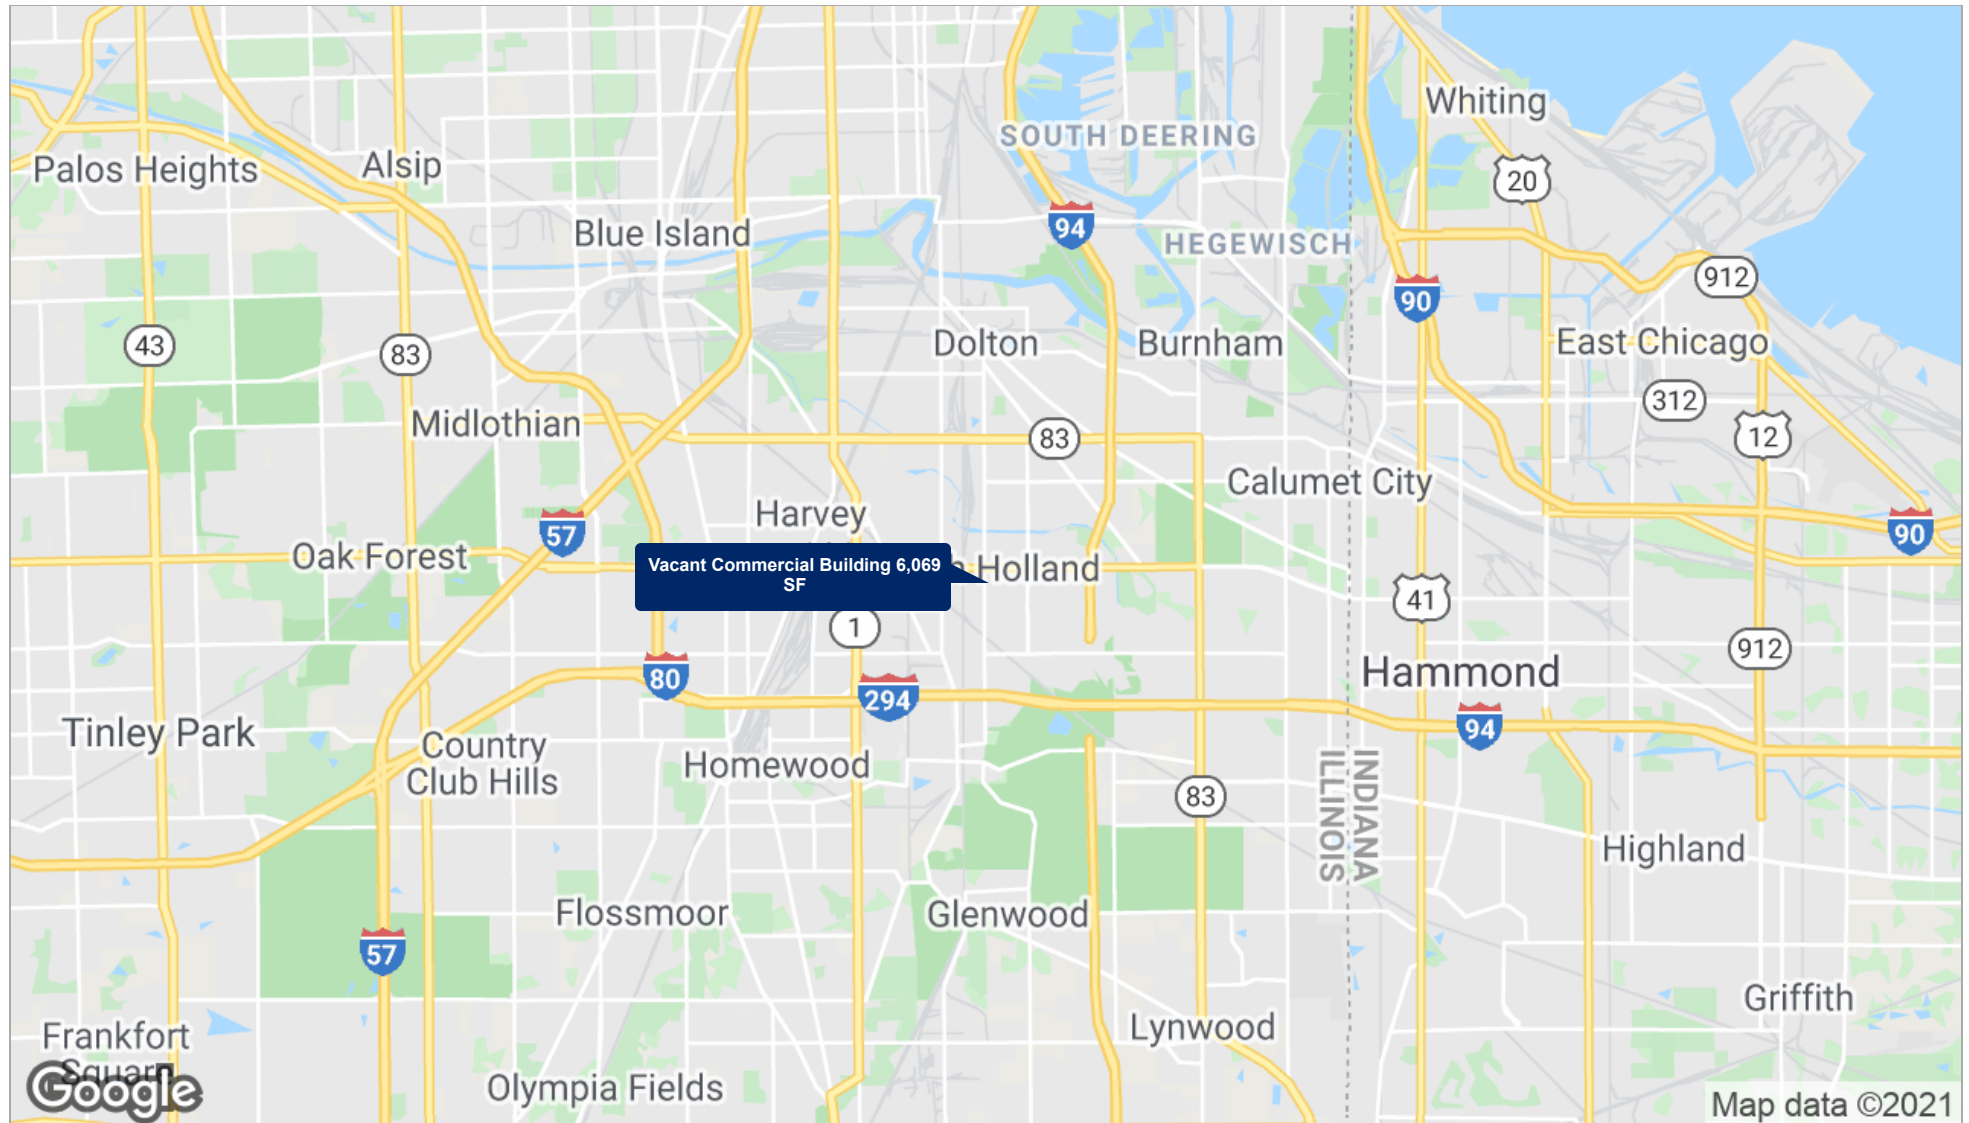 Whiting
SOUTH DEERING
Palos Heights
Alsip
20
94
Blue Island
HEGEWISCH
912
90
43
83
Dolton
Burnham
East Chicago
312
Midlothian
83
12
Calumet City
Harvey
57
90
Oak Forest
Vacant Commercial Building 6,069
SF
Holland
41
1
912
80
Hammond
294
94
Tinley Park
Country
Club Hills
Homewood
INDIANA
ILLINOIS
83
Highland
Flossmoor
Glenwood
57
Griffith
Lynwood
Frankfort
Square
Google
Olympia Fields
Map data ©2021